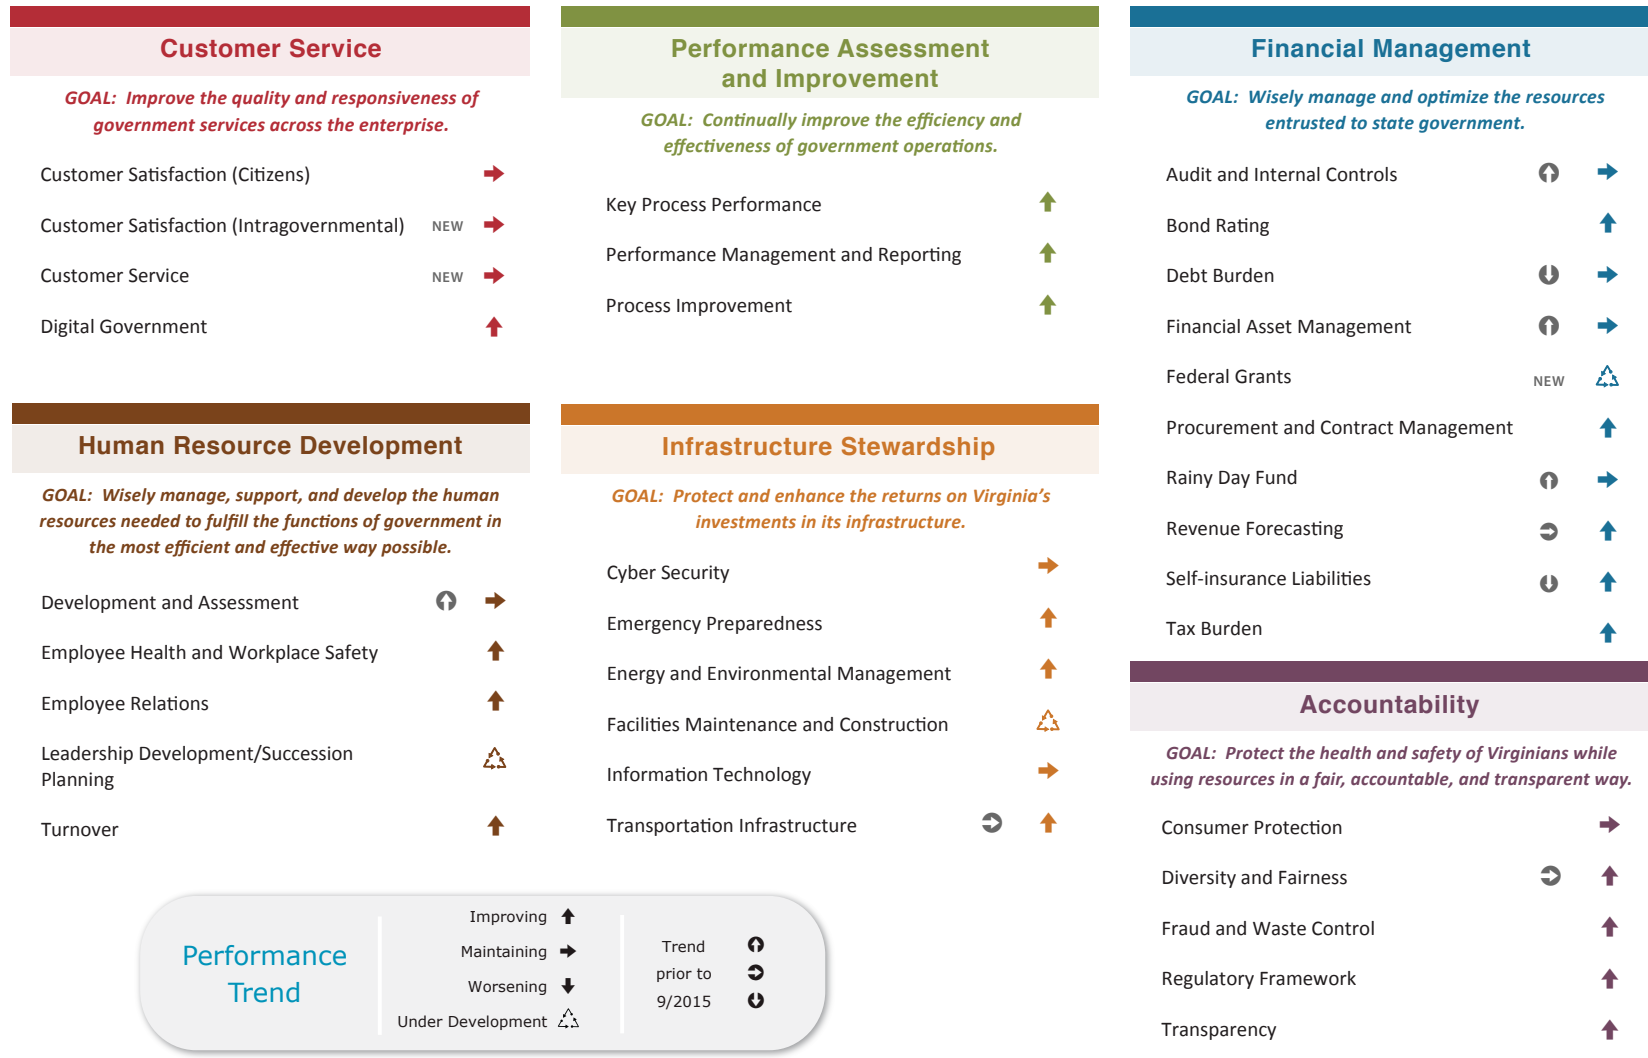 Customer Service
GOAL: Improve the quality and responsiveness of
government services across the enterprise.
Customer Satisfaction (Citizens)
Customer Satisfaction (Intragovernmental) NEW
Customer Service NEW
Digital Government
Performance Assessment
and Improvement
GOAL: Continually improve the efficiency and
effectiveness of government operations.
Key Process Performance
Performance Management and Reporting
Process Improvement
Financial Management
GOAL: Wisely manage and optimize the resources
entrusted to state government.
Audit and Internal Controls
Bond Rating
Debt Burden
Financial Asset Management
Federal Grants NEW
Procurement and Contract Management
Rainy Day Fund
Revenue Forecasting
Self-insurance Liabilities
Tax Burden
Human Resource Development
GOAL: Wisely manage, support, and develop the human
resources needed to fulfill the functions of government in
the most efficient and effective way possible.
Development and Assessment
Employee Health and Workplace Safety
Employee Relations
Leadership Development/Succession
Planning
Turnover
Infrastructure Stewardship
GOAL: Protect and enhance the returns on Virginia's
investments in its infrastructure.
Cyber Security
Emergency Preparedness
Energy and Environmental Management
Facilities Maintenance and Construction
Information Technology
Transportation Infrastructure
Accountability
GOAL: Protect the health and safety of Virginians while
using resources in a fair, accountable, and transparent way.
Consumer Protection
Diversity and Fairness
Fraud and Waste Control
Regulatory Framework
Transparency
Performance
Trend
Improving
Maintaining
Worsening
Under Development
Trend
prior to
9/2015